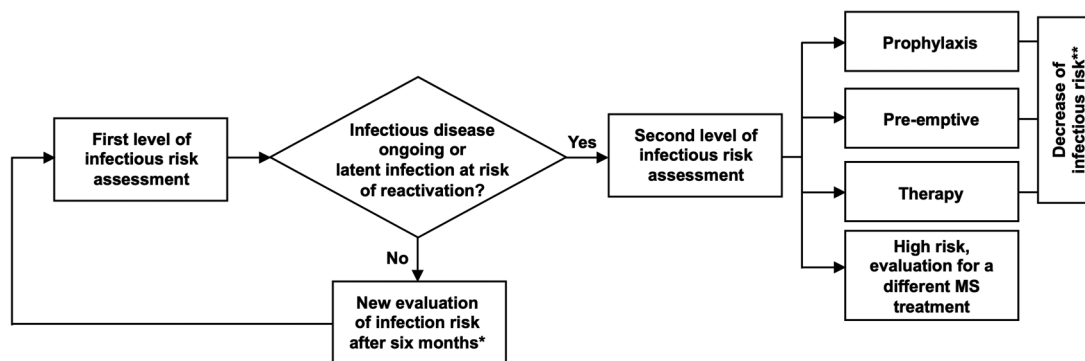 First level of
infectious risk
assessment
Infectious disease
ongoing or
latent infection at risk
of reactivation?
Yes
No
New evaluation
of infection risk
after six months*
Second level of
infectious risk
assessment
Prophylaxis
Pre-emptive
Therapy
High risk,
evaluation for a
different MS
treatment
Decrease of
infectious risk**